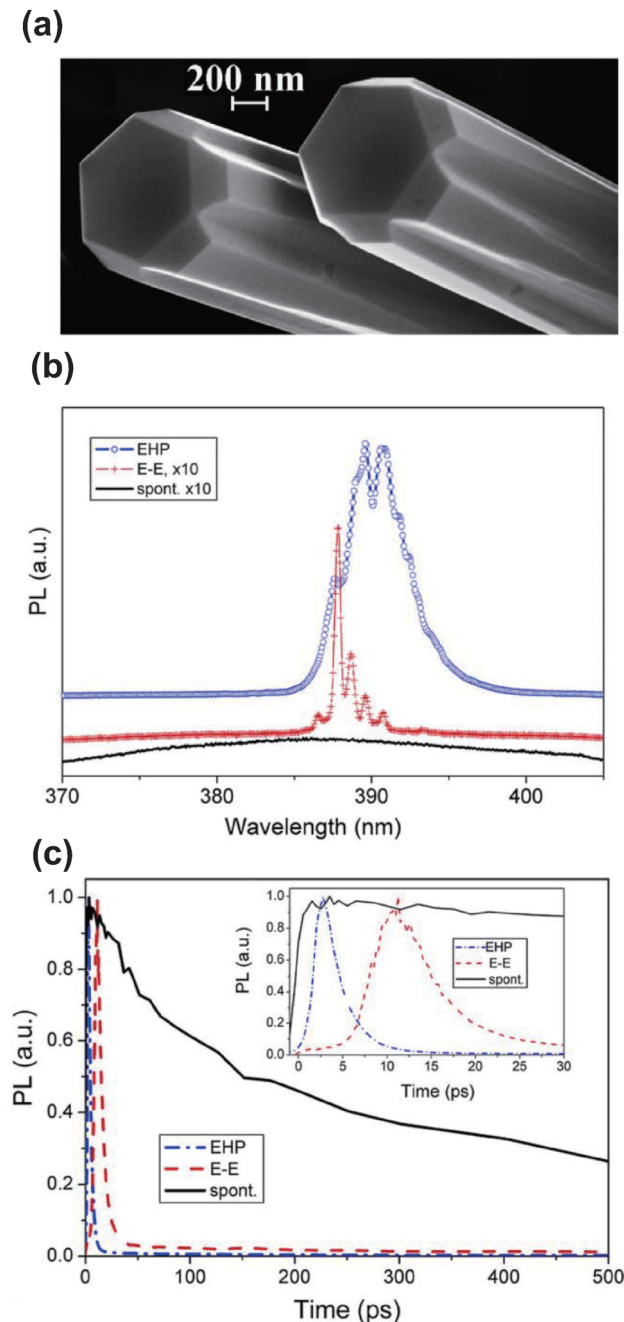 (a)
200 nm
(b)
EHP
E-E, x10
spont. x10
PL (a.u.)
370
380
390
400
Wavelength (nm)
(c)
1.0
0.8
0.6
0.4
0.2
0.0
PL (a.u.)
1.0
0.8
0.6
0.4
0.2
0.0
PL (a.u.)
EHP
E-E
spont.
0
5
10
15
20
25
30
Time (ps)
EHP
E-E
spont.
0
100
200
300
400
500
Time (ps)